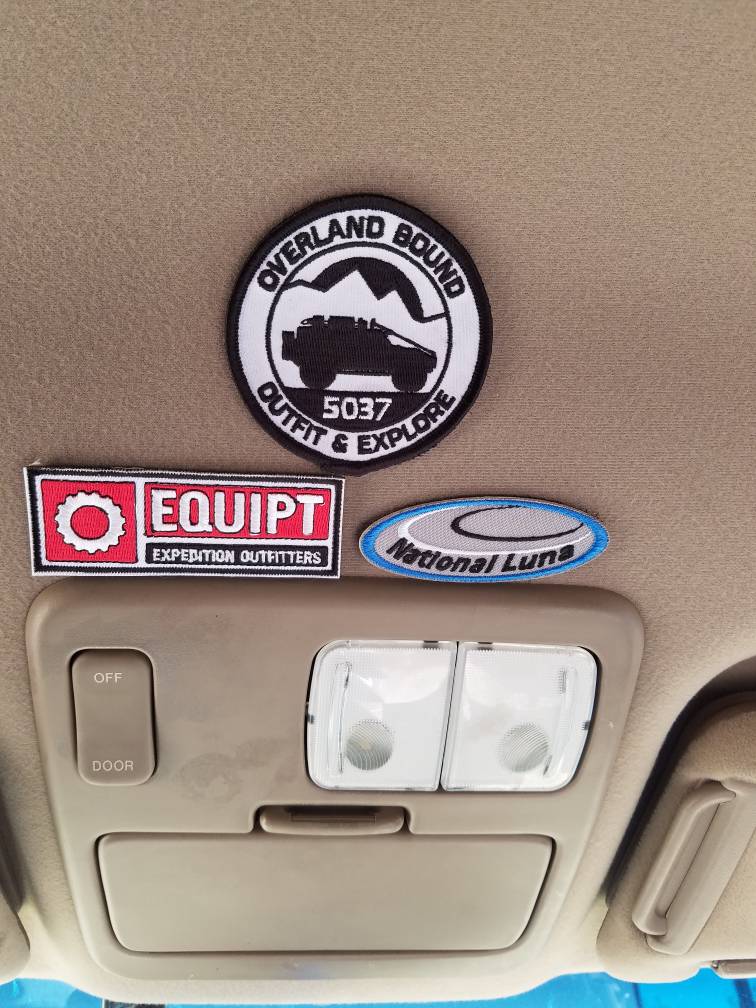 OVERLAND BOUND
5037
OUTFIT & EXPLORE
EQUIPT
EXPEDITION OUTFITTERS
National Luna
OFF
DOOR